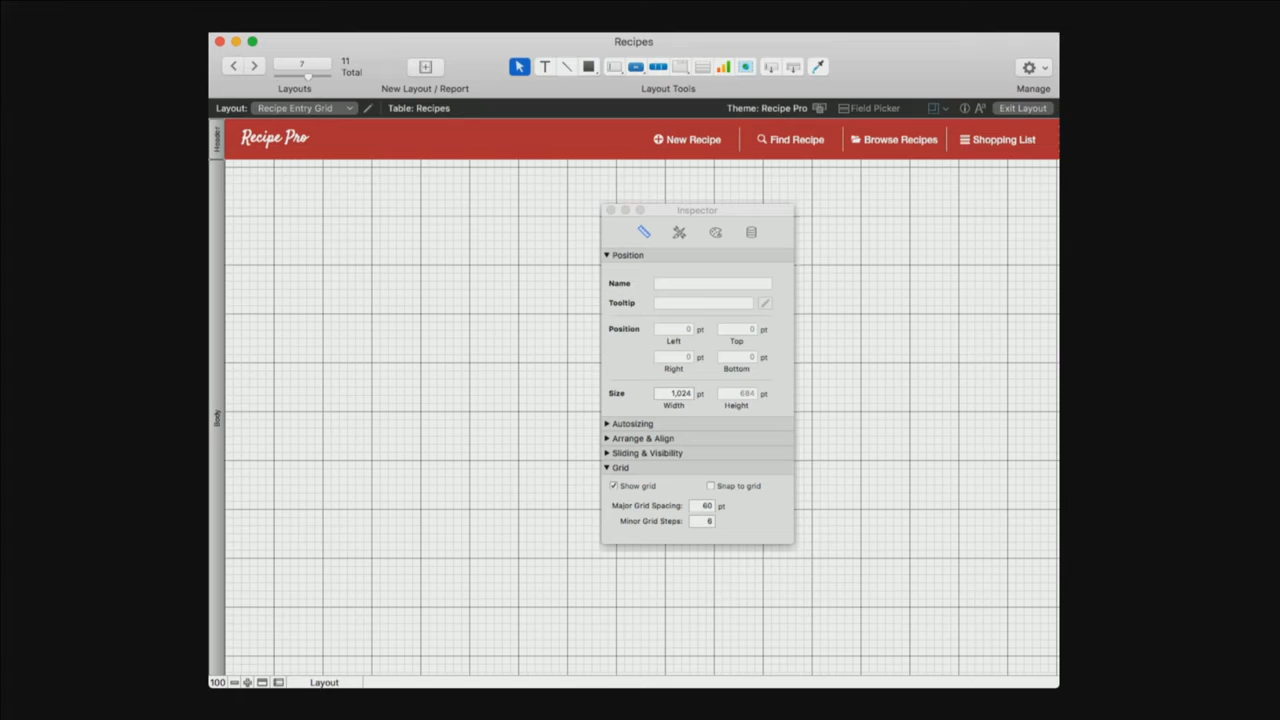 Recipes
7
11
Total
Layouts
New Layout / Report
Layout Tools
Manage
Layout: Recipe Entry Grid
Table: Recipes
Theme: Recipe Pro
Field Picker
Exit Layout
Header
Recipe Pro
New Recipe
Find Recipe
Browse Recipes
Shopping List
Body
Inspector
Position
Name
Tooltip
Position 0 pt 0 pt
Left Top
0 pt 0 pt
Right Bottom
Size 1,024 pt 684 pt
Width Height
Autosizing
Arrange & Align
Sliding & Visibility
Grid
Show grid Snap to grid
Major Grid Spacing: 60 pt
Minor Grid Steps: 6
100
Layout